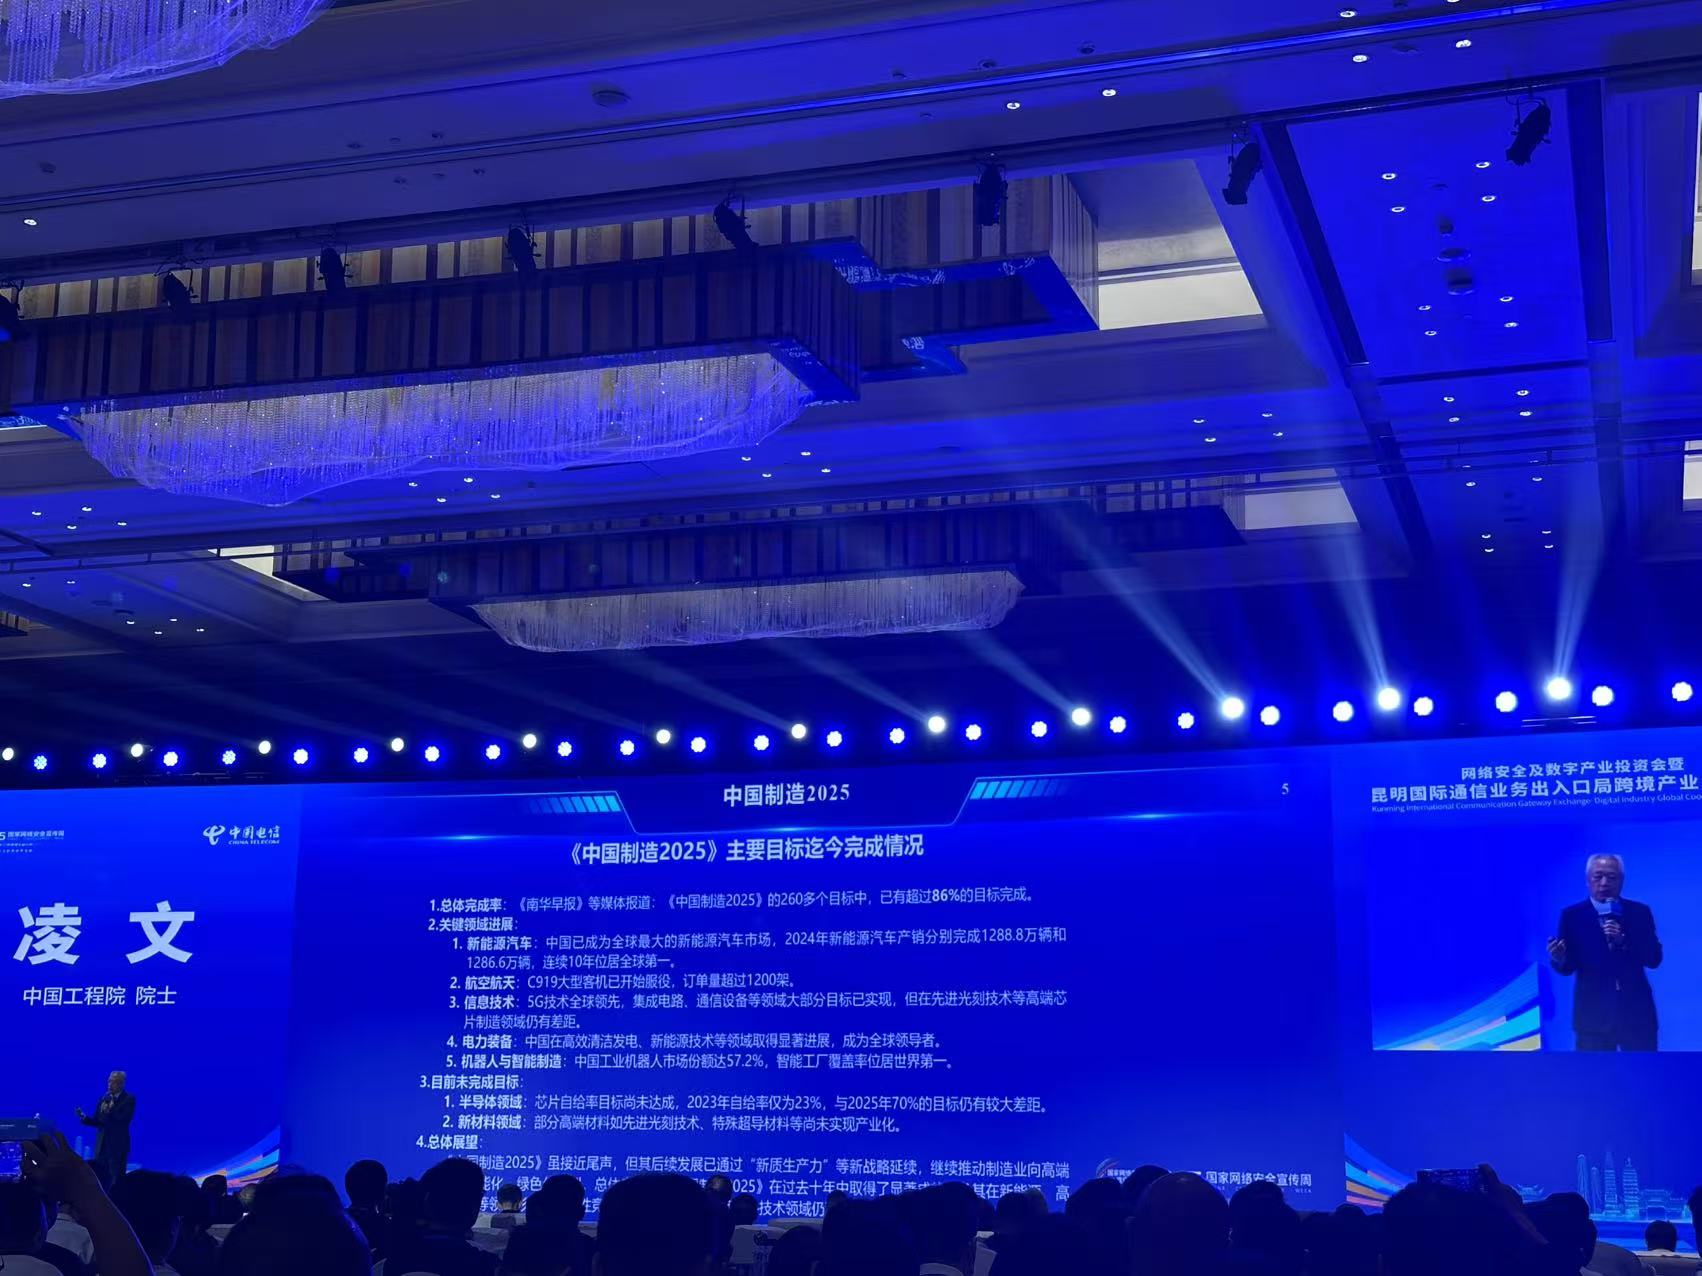 国家网络安全宣传周
中国电信
CHINA TELECOM
凌 文
中国工程院 院士
中国制造2025
5
《中国制造2025》主要目标迄今完成情况
1.总体完成率：《南华早报》等媒体报道：《中国制造2025》的260多个目标中，已有超过86%的目标完成。
2.关键领域进展：
1. 新能源汽车：中国已成为全球最大的新能源汽车市场，2024年新能源汽车产销分别完成1288.8万辆和
1286.6万辆，连续10年位居全球第一。
2. 航空航天：C919大型客机已开始服役，订单量超过1200架。
3. 信息技术：5G技术全球领先，集成电路、通信设备等领域大部分目标已实现，但在先进光刻技术等高端芯
片制造领域仍有差距。
4. 电力装备：中国在高效清洁发电、新能源技术等领域取得显著进展，成为全球领导者。
5. 机器人与智能制造：中国工业机器人市场份额达57.2%，智能工厂覆盖率位居世界第一。
3.目前未完成目标：
1. 半导体领域：芯片自给率目标尚未达成，2023年自给率仅为23%，与2025年70%的目标仍有较大差距。
2. 新材料领域：部分高端材料如先进光刻技术、特殊超导材料等尚未实现产业化。
4.总体展望：
中国制造2025》虽接近尾声，但其后续发展已通过“新质生产力”等新战略延续，继续推动制造业向高端
2025》在过去十年中取得了显著
技术领域仍
国家网络安全宣传周
网络安全及数字产业投资会暨
昆明国际通信业务出入口局跨境产业
Kunming International Communication Gateway Exchange· Digital Industry Global